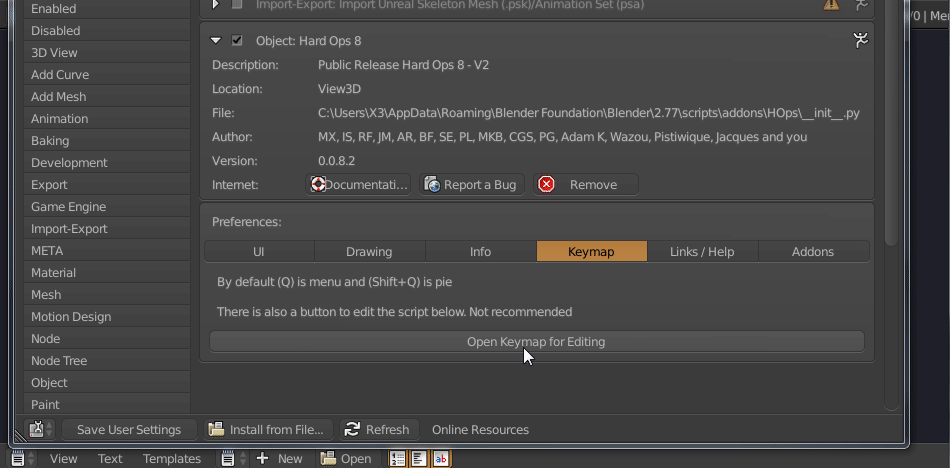 Enabled
Disabled
3D View
Add Curve
Add Mesh
Animation
Baking
Development
Export
Game Engine
Import-Export
META
Material
Mesh
Motion Design
Node
Node Tree
Object
Paint
Import-Export: Import Unreal Skeleton Mesh (.psk)/Animation Set (psa)
Object: Hard Ops 8
Description: Public Release Hard Ops 8 - V2
Location: View3D
File: C:\Users\X3\AppData\Roaming\Blender Foundation\Blender\2.77\scripts\addons\HOps\__init__.py
Author: MX, IS, RF, JM, AR, BF, SE, PL, MKB, CGS, PG, Adam K, Wazou, Pistiwique, Jacques and you
Version: 0.0.8.2
Internet: Documentati... Report a Bug Remove
Preferences:
UI Drawing Info Keymap Links / Help Addons
By default (Q) is menu and (Shift+Q) is pie
There is also a button to edit the script below. Not recommended
Open Keymap for Editing
Save User Settings Install from File... Refresh Online Resources
/0 | Me
View Text Templates New Open